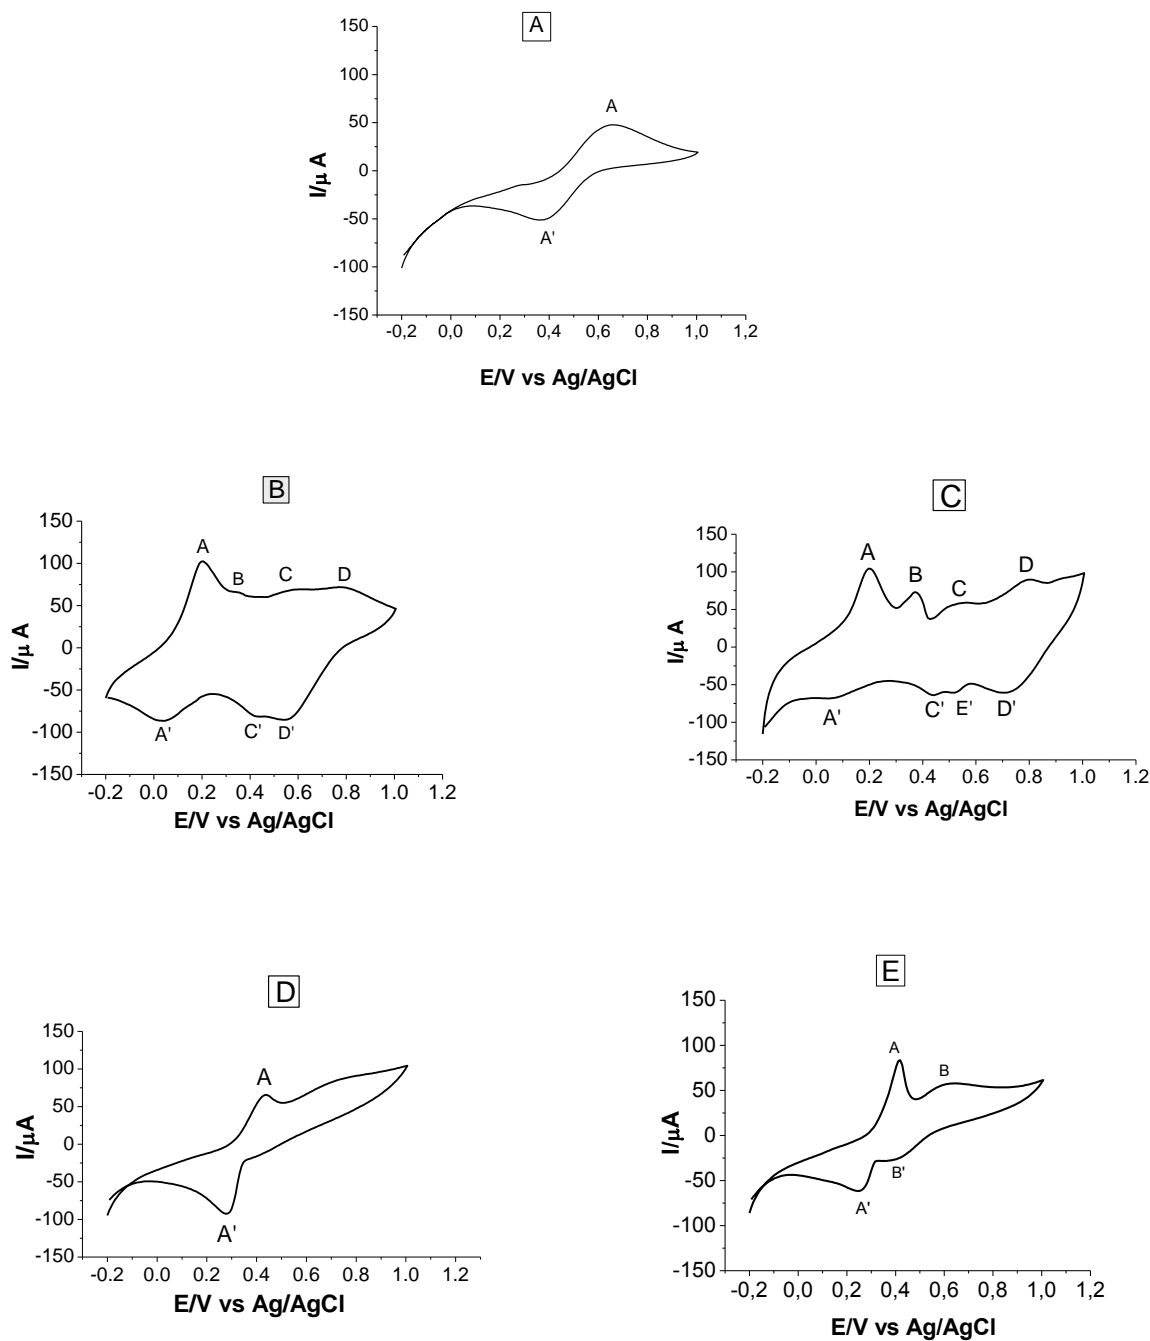 A
150
100
50
0
-50
-100
-150
I/μ A
A
A'
-0,2 0,0 0,2 0,4 0,6 0,8 1,0 1,2
E/V vs Ag/AgCl
B
150
100
50
0
-50
-100
-150
I/μ A
A
B
C
D
A'
C'
D'
-0.2 0.0 0.2 0.4 0.6 0.8 1.0 1.2
E/V vs Ag/AgCl
C
150
100
50
0
-50
-100
-150
I/μ A
A
B
C
D
A'
C'
E'
D'
-0.2 0.0 0.2 0.4 0.6 0.8 1.0 1.2
E/V vs Ag/AgCl
D
150
100
50
0
-50
-100
-150
I/μA
A
A'
-0.2 0.0 0.2 0.4 0.6 0.8 1.0 1.2
E/V vs Ag/AgCl
E
150
100
50
0
-50
-100
-150
I/μA
A
B
A'
B'
-0,2 0,0 0,2 0,4 0,6 0,8 1,0 1,2
E/V vs Ag/AgCl